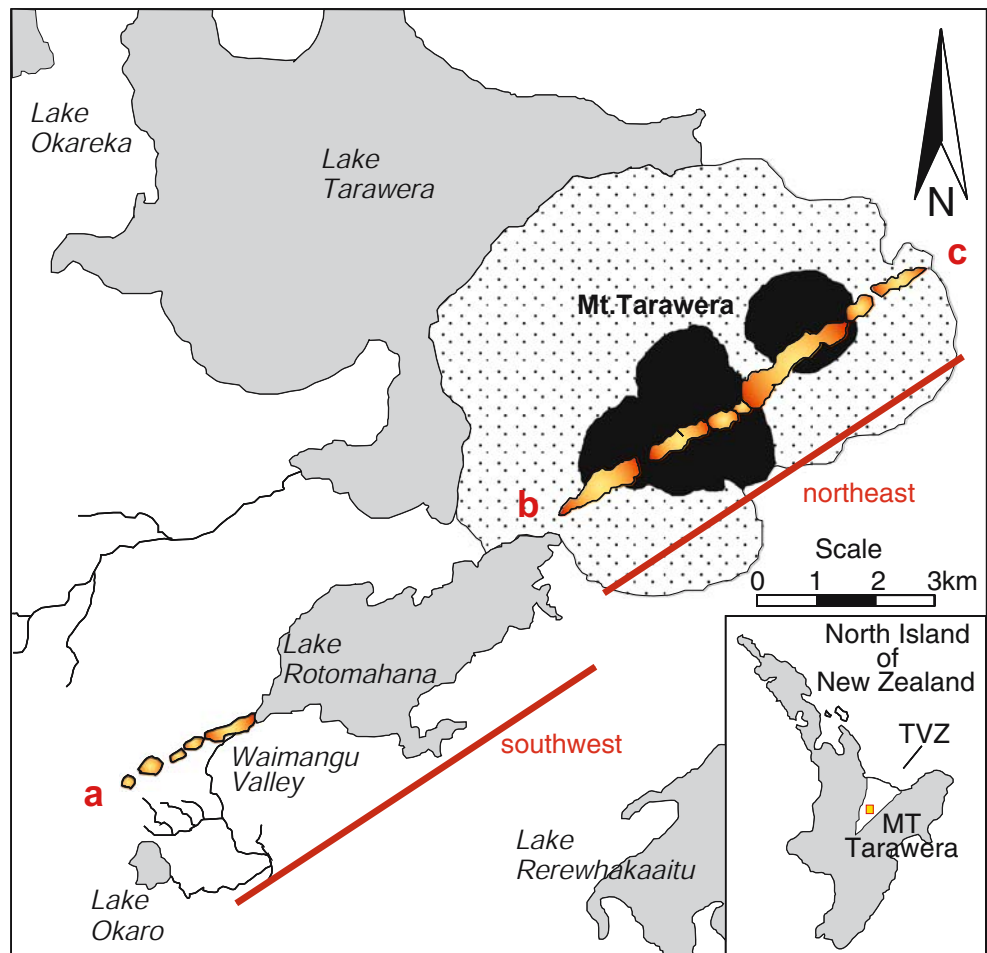 Lake
Okareka
Lake
Tarawera
N
c
Mt.Tarawera
b
northeast
Scale
0 1 2 3km
Lake
Rotomahana
southwest
Waimangu
Valley
a
Lake
Okaro
Lake
Rerewhakaaitu
North Island
of
New Zealand
TVZ
MT
Tarawera